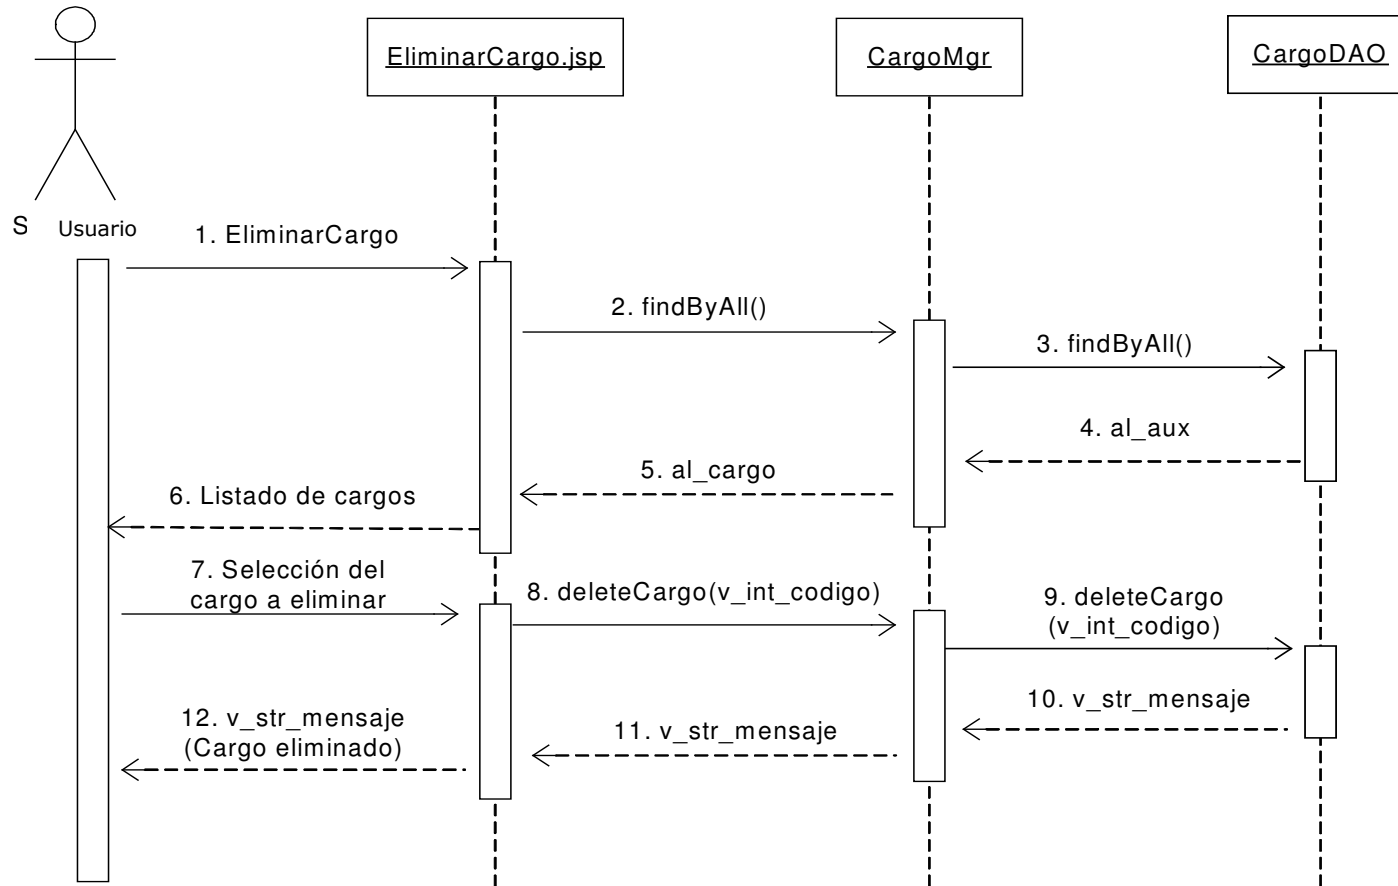 EliminarCargo.jsp
CargoMgr
CargoDAO
S Usuario
1. EliminarCargo
2. findByAll()
3. findByAll()
4. al_aux
5. al_cargo
6. Listado de cargos
7. Selección del
cargo a eliminar
8. deleteCargo(v_int_codigo)
9. deleteCargo
(v_int_codigo)
10. v_str_mensaje
11. v_str_mensaje
12. v_str_mensaje
(Cargo eliminado)